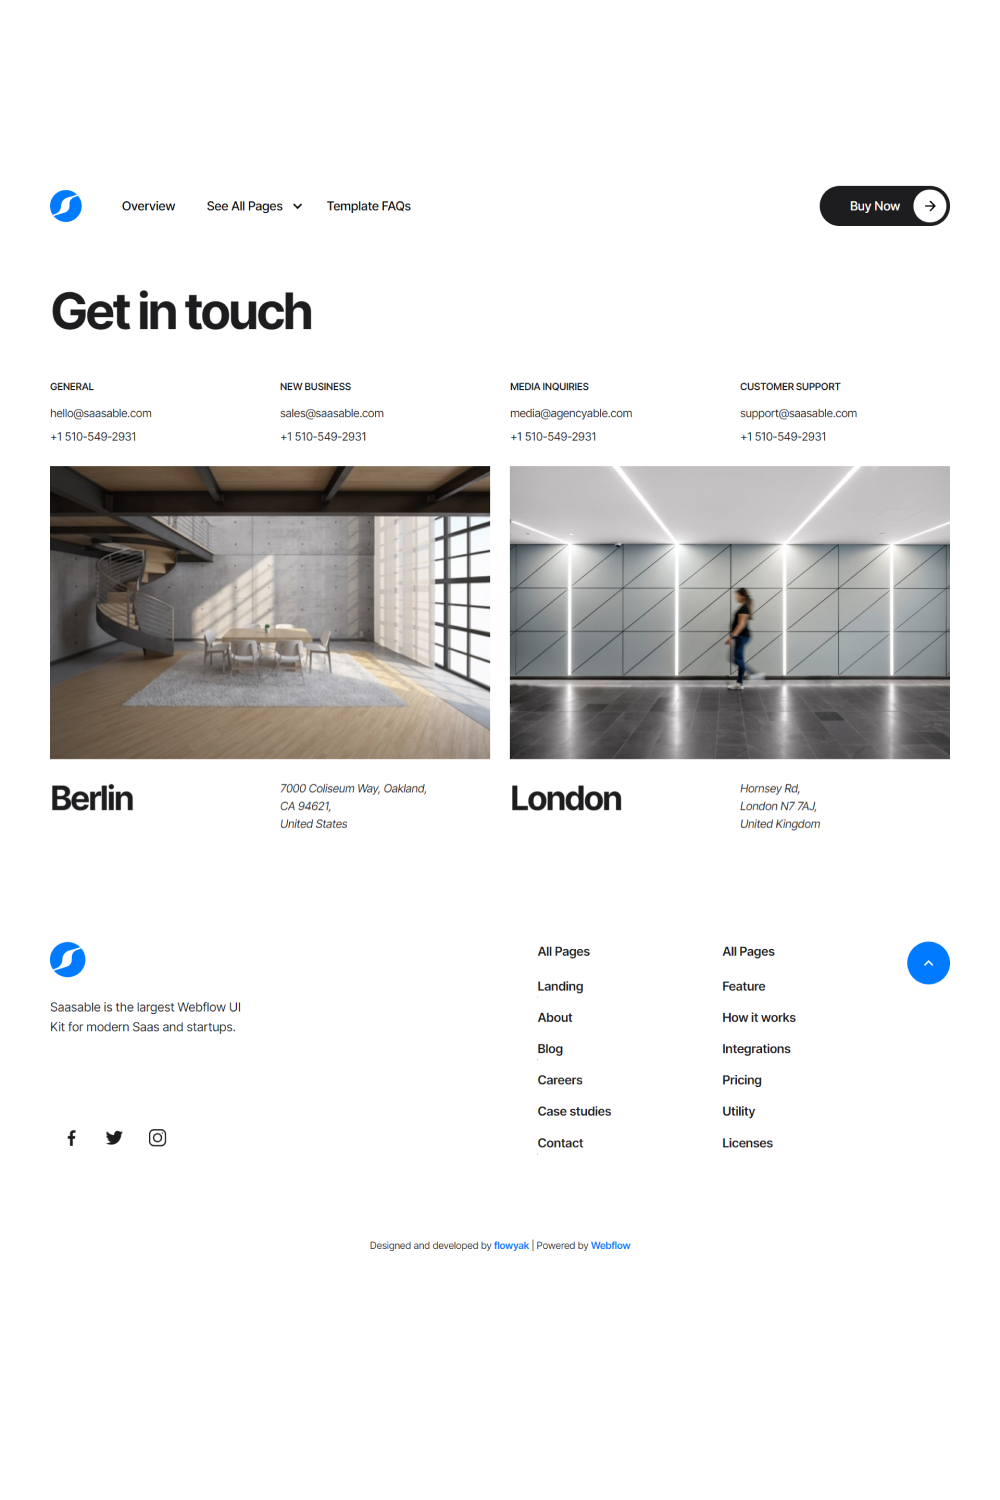 Overview
See All Pages
Template FAQs
Buy Now
Get in touch
GENERAL
hello@saasable.com
+1 510-549-2931
NEW BUSINESS
sales@saasable.com
+1 510-549-2931
MEDIA INQUIRIES
media@agencyable.com
+1 510-549-2931
CUSTOMER SUPPORT
support@saasable.com
+1 510-549-2931
Berlin
7000 Coliseum Way, Oakland,
CA 94621,
United States
London
Hornsey Rd,
London N7 7AJ,
United Kingdom
Saasable is the largest Webflow UI
Kit for modern Saas and startups.
All Pages
Landing
About
Blog
Careers
Case studies
Contact
All Pages
Feature
How it works
Integrations
Pricing
Utility
Licenses
Designed and developed by flowyak | Powered by Webflow